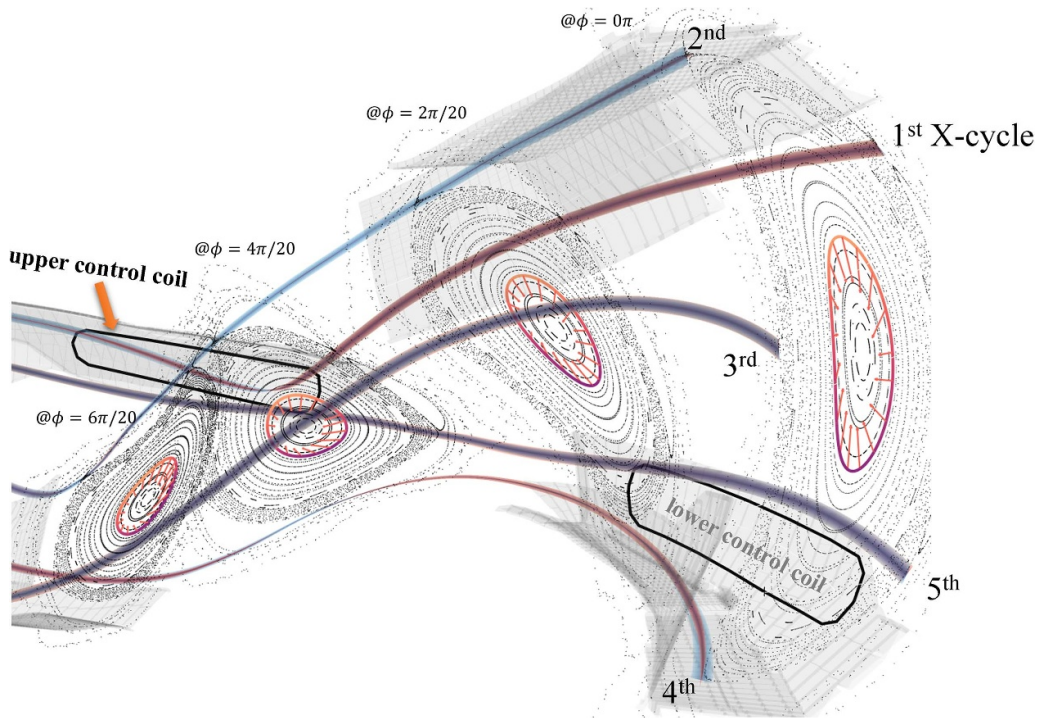 @ϕ = 0π
2nd
@ϕ = 2π/20
1st X-cycle
@ϕ = 4π/20
upper control coil
3rd
@ϕ = 6π/20
lower control coil
5th
4th